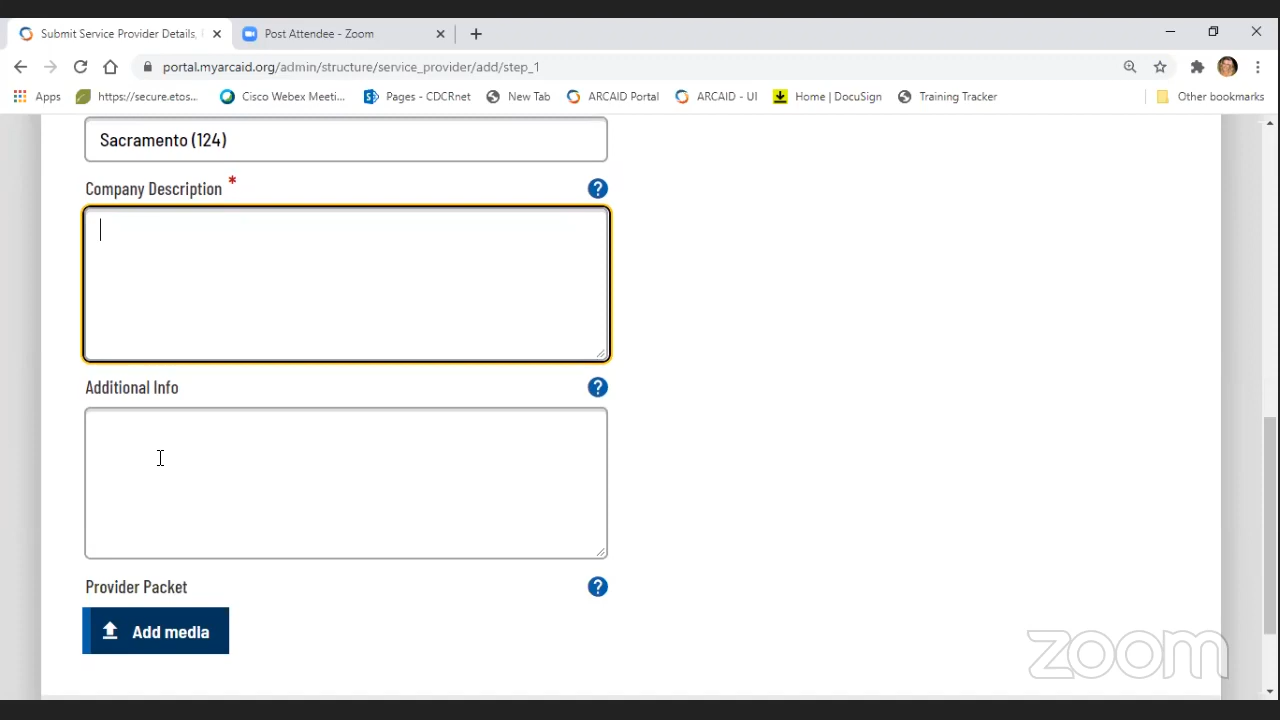 Submit Service Provider Details,
Post Attendee - Zoom
portal.myarcaid.org/admin/structure/service_provider/add/step_1
Apps
https://secure.etos...
Cisco Webex Meeti...
Pages - CDCRnet
New Tab
ARCAID Portal
ARCAID - UI
Home | DocuSign
Training Tracker
Other bookmarks
Sacramento (124)
Company Description *
?
Additional Info
?
Provider Packet
?
Add media
zoom